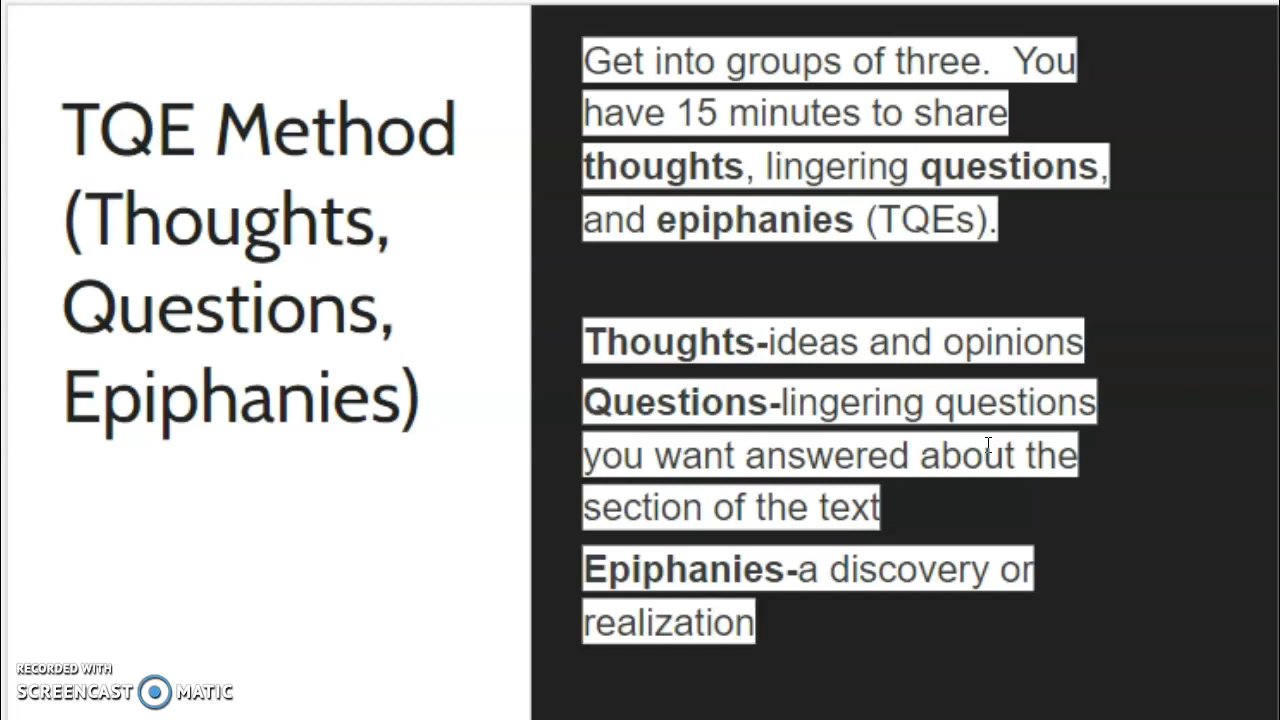 TQE Method
(Thoughts,
Questions,
Epiphanies)
Get into groups of three.  You
have 15 minutes to share
thoughts, lingering questions,
and epiphanies (TQEs).
Thoughts-ideas and opinions
Questions-lingering questions
you want answered about the
section of the text
Epiphanies-a discovery or
realization
RECORDED WITH
SCREENCAST MATIC